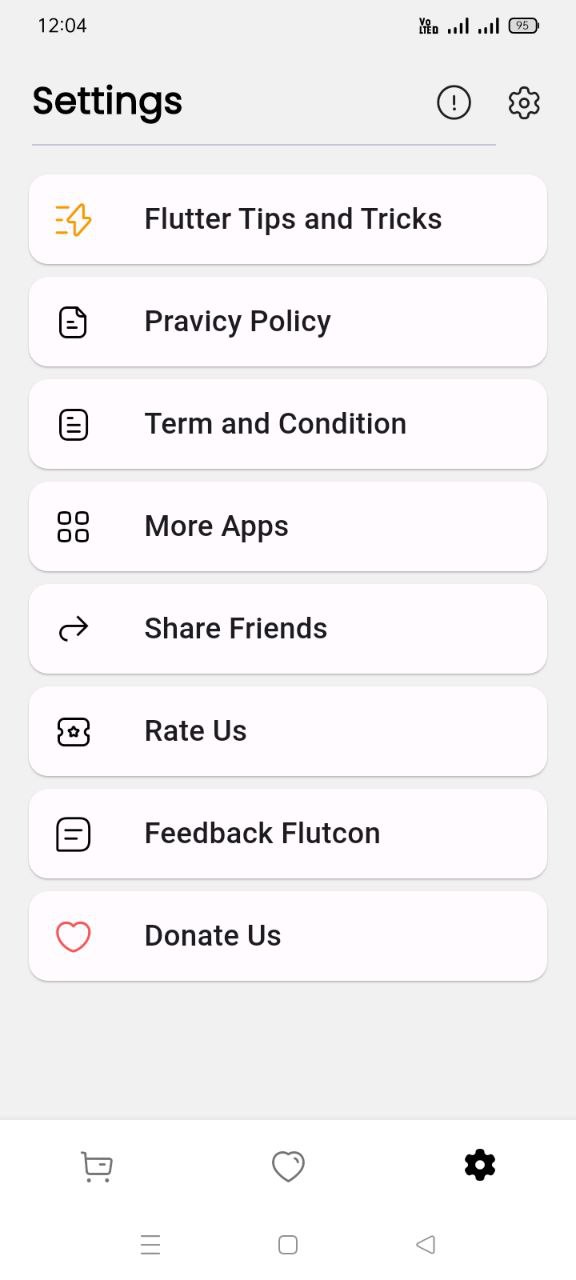 12:04
Vo LTED 95
Settings
Flutter Tips and Tricks
Pravicy Policy
Term and Condition
More Apps
Share Friends
Rate Us
Feedback Flutcon
Donate Us